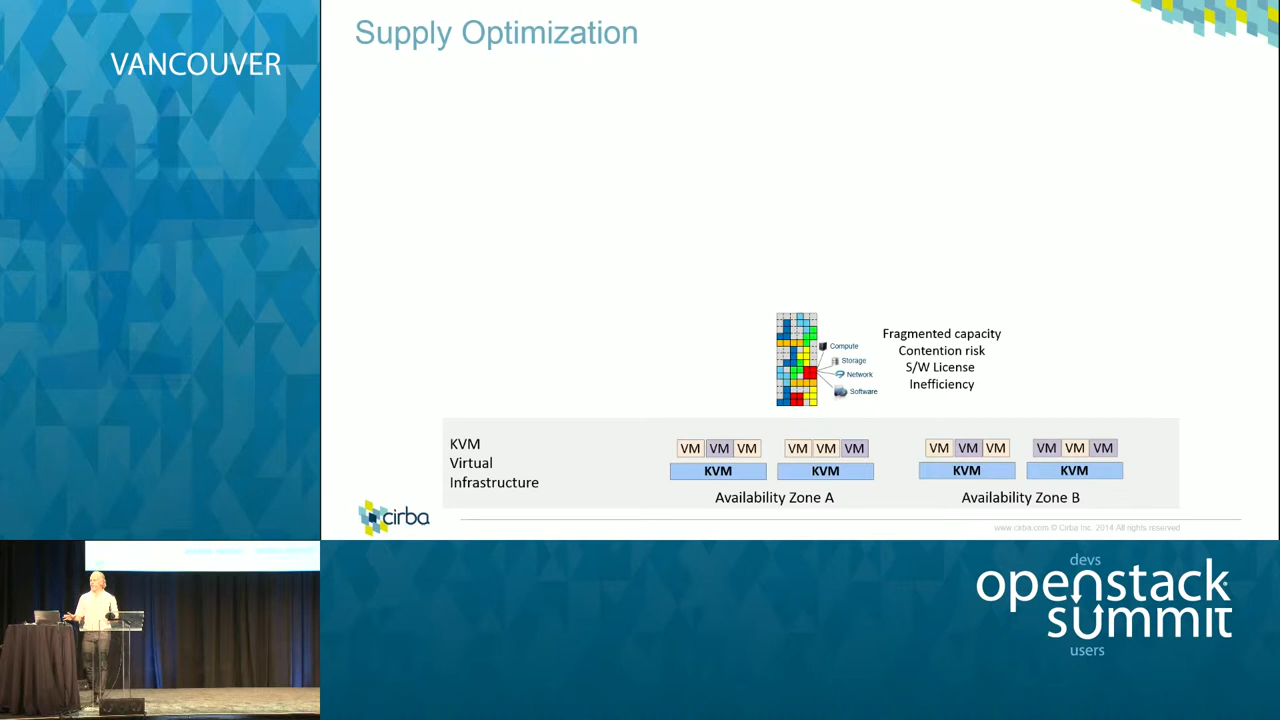 VANCOUVER
Supply Optimization
Compute
Storage
Network
Software
Fragmented capacity
Contention risk
S/W License
Inefficiency
KVM
Virtual
Infrastructure
VM VM VM
VM VM VM
VM VM VM
VM VM VM
KVM
KVM
KVM
KVM
Availability Zone A
Availability Zone B
cirba
www.cirba.com © Cirba Inc. 2014 All rights reserved
devs
openstack
summit
users